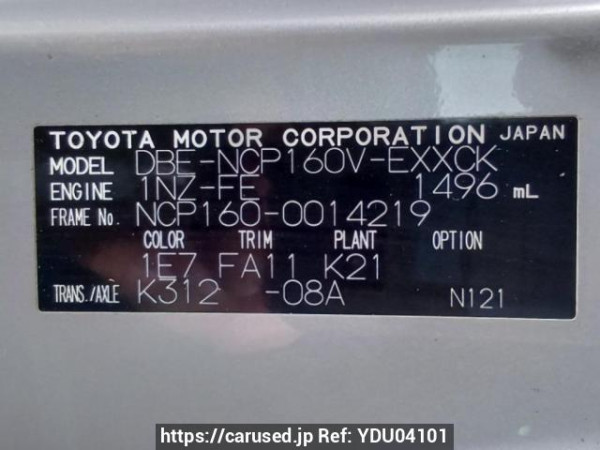 TOYOTA MOTOR CORPORATION JAPAN
MODEL DBE-NCP160V-EXXCK
ENGINE 1NZ-FE 1496 mL
FRAME No. NCP160-0014219
COLOR TRIM PLANT OPTION
1E7 FA11 K21
TRANS./AXLE K312 -08A N121
https://carused.jp Ref: YDU04101